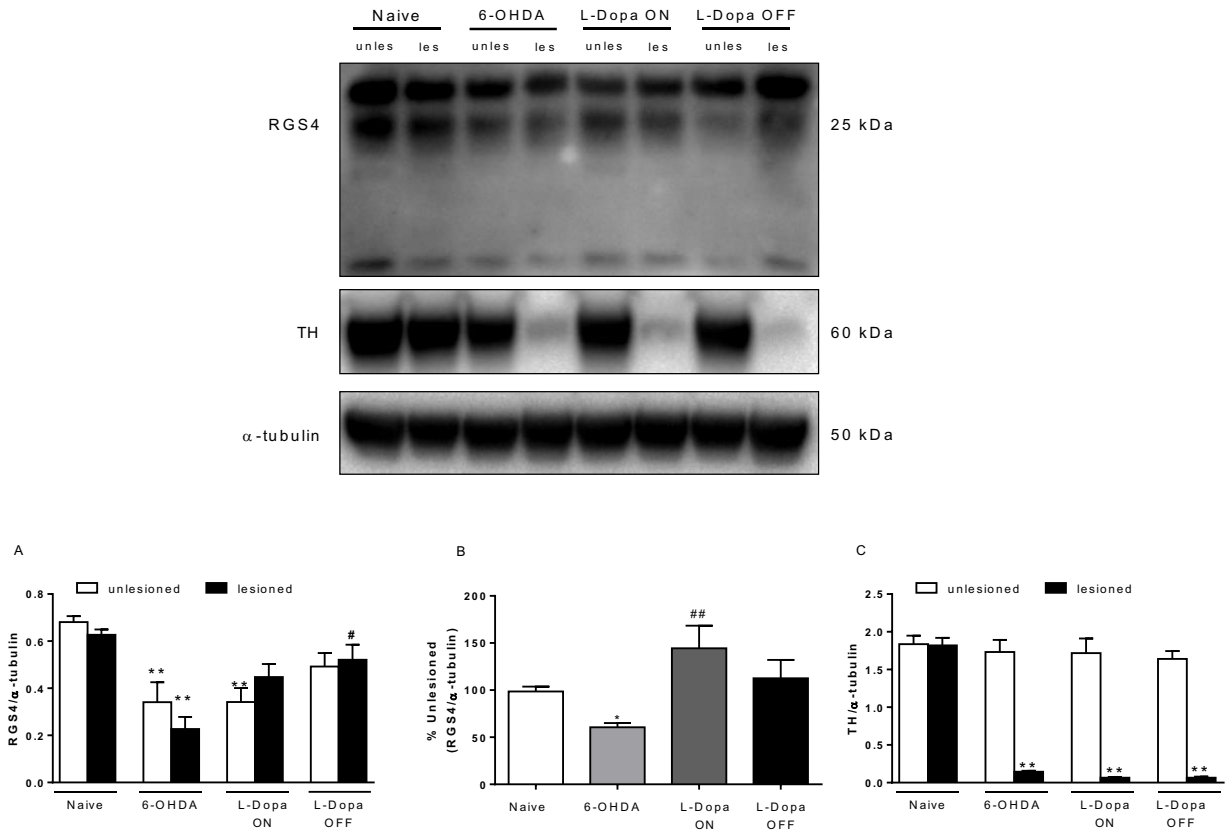 Naive 6-OHDA L-Dopa ON L-Dopa OFF
unles les unles les unles les unles les
RGS4 25 kDa
TH 60 kDa
α-tubulin 50 kDa
A
unlesioned lesioned
RGS4/α-tubulin
0.8
0.6
0.4
0.2
0.0
** ** ** #
Naive 6-OHDA L-Dopa ON L-Dopa OFF
B
% Unlesioned
(RGS4/α-tubulin)
200
150
100
50
0
* ##
Naive 6-OHDA L-Dopa ON L-Dopa OFF
C
unlesioned lesioned
TH/α-tubulin
2.5
2.0
1.5
1.0
0.5
0.0
** ** **
Naive 6-OHDA L-Dopa ON L-Dopa OFF